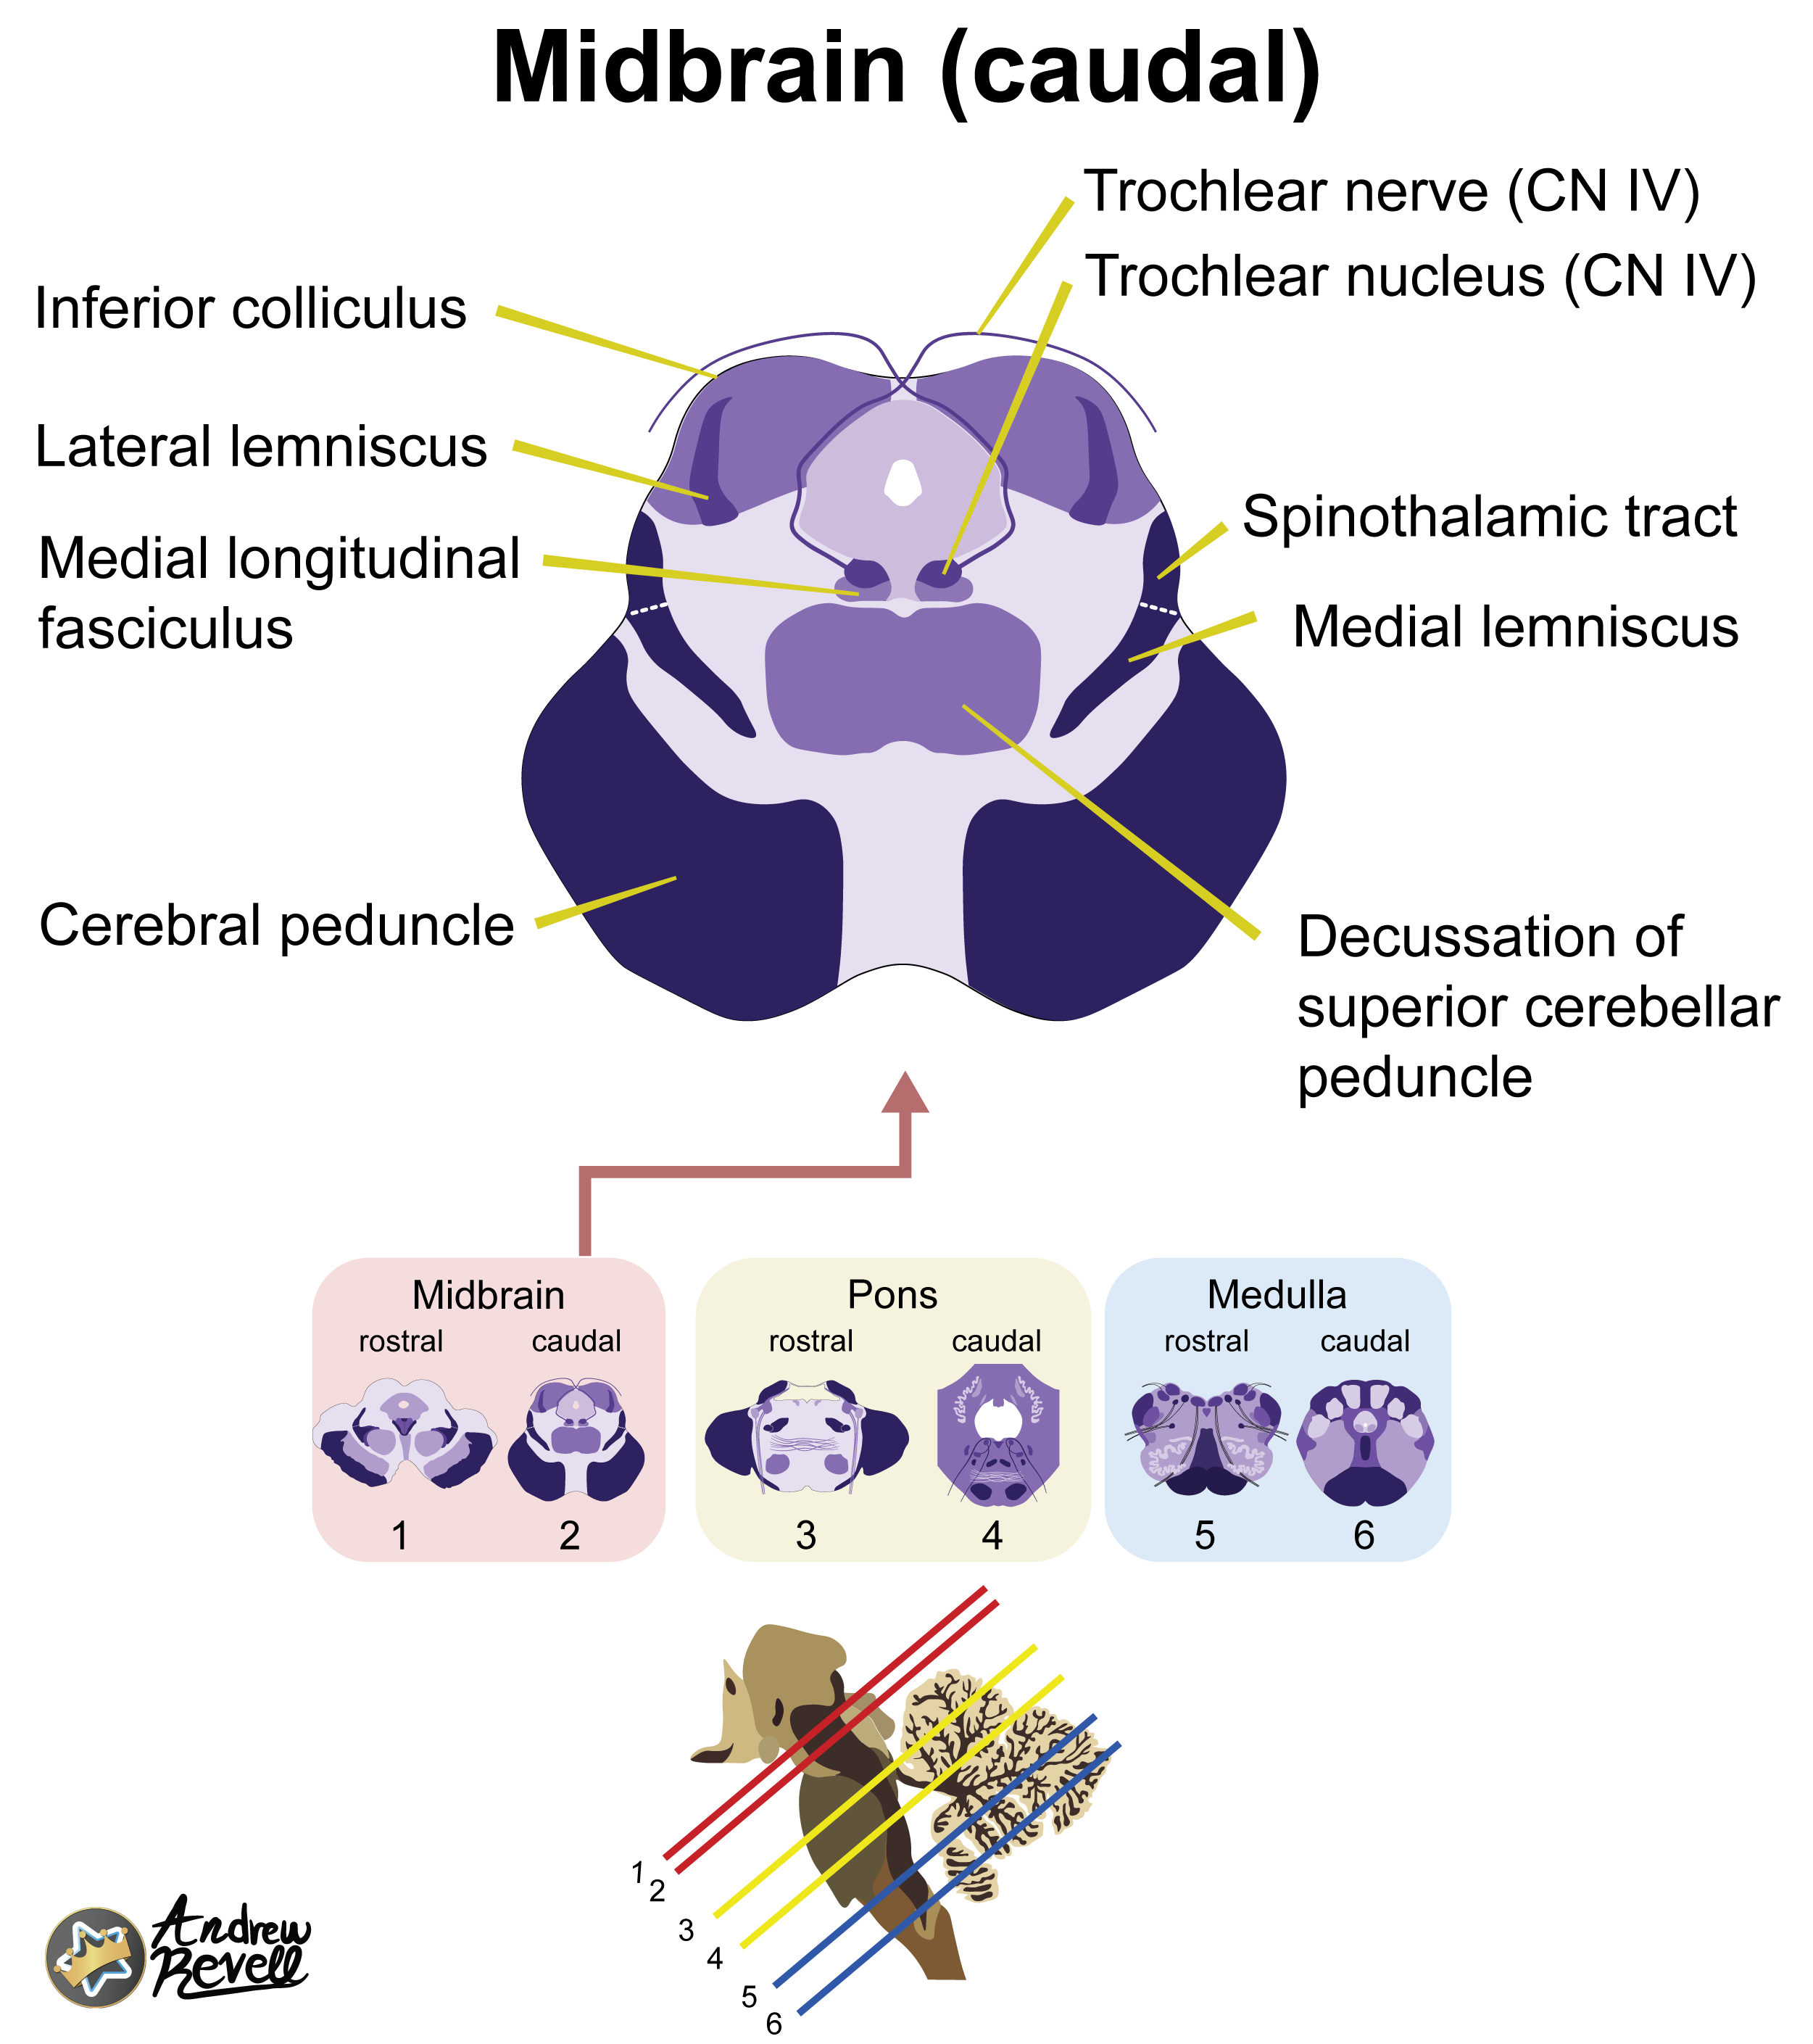 Midbrain (caudal)
Trochlear nerve (CN IV)
Trochlear nucleus (CN IV)
Inferior colliculus
Lateral lemniscus
Medial longitudinal
fasciculus
Spinothalamic tract
Medial lemniscus
Cerebral peduncle
Decussation of
superior cerebellar
peduncle
Midbrain
rostral caudal
1 2
Pons
rostral caudal
3 4
Medulla
rostral caudal
5 6
1
2
3
4
5
6
Andrew
Revell